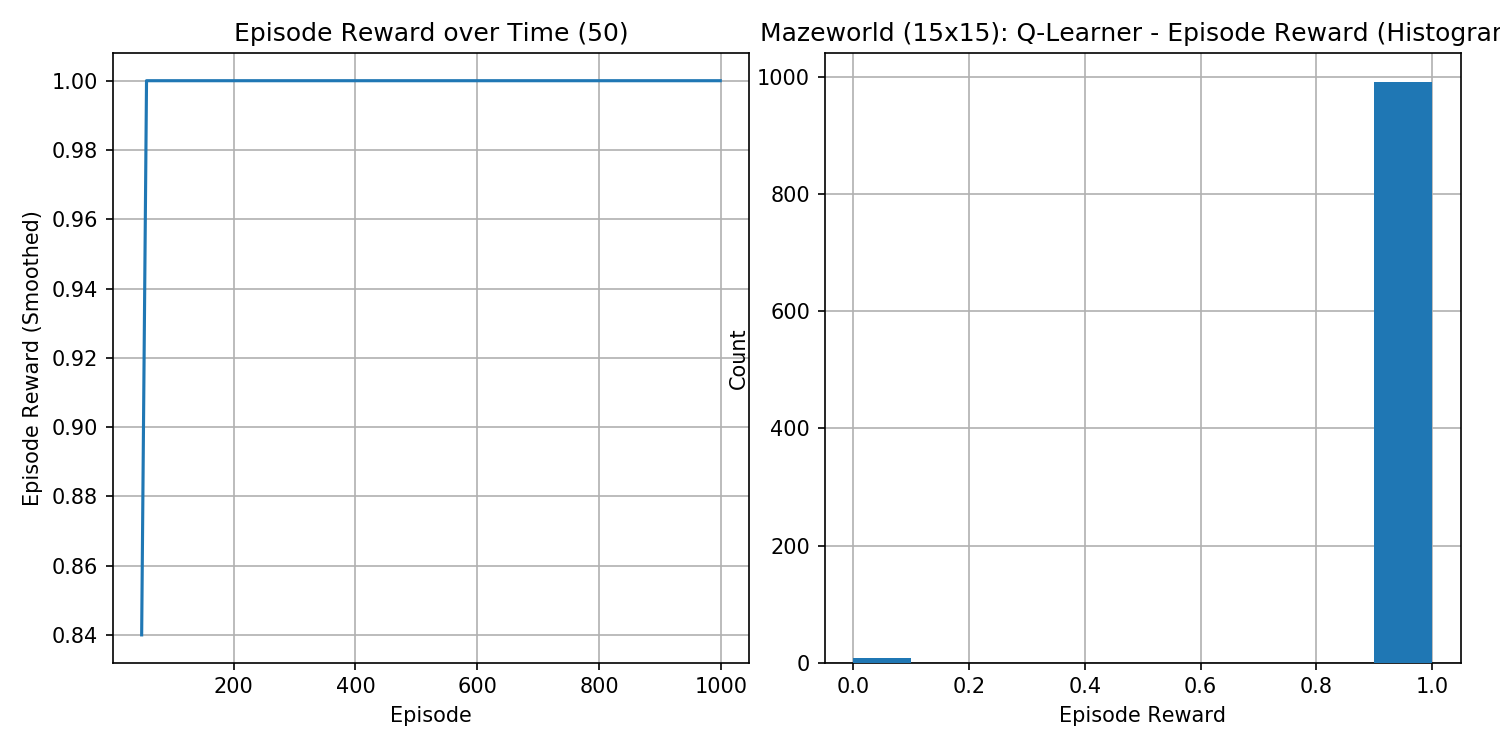 Episode Reward over Time (50)
1.00
0.98
0.96
0.94
0.92
0.90
0.88
0.86
0.84
Episode Reward (Smoothed)
200 400 600 800 1000
Episode
Mazeworld (15x15): Q-Learner - Episode Reward (Histogra
1000
800
600
400
200
0
Count
0.0 0.2 0.4 0.6 0.8 1.0
Episode Reward